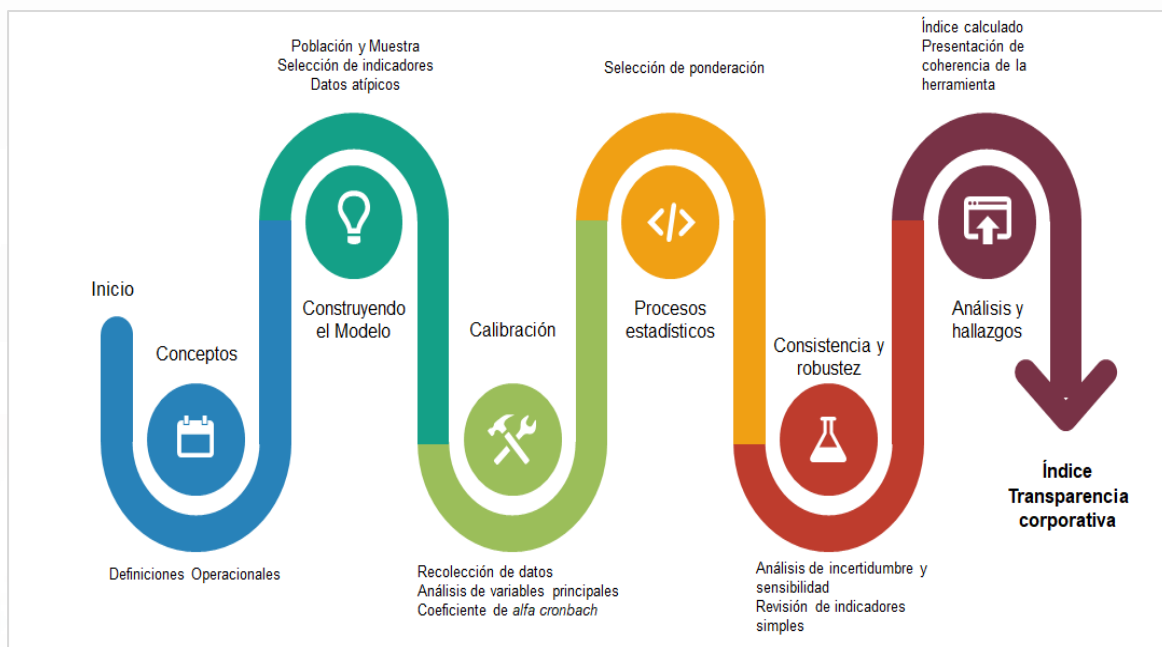 Inicio
Conceptos
Definiciones Operacionales
Población y Muestra
Selección de indicadores
Datos atípicos
Construyendo
el Modelo
Calibración
Recolección de datos
Análisis de variables principales
Coeficiente de alfa cronbach
Selección de ponderación
Procesos
estadísticos
Consistencia y
robustez
Análisis de incertidumbre y
sensibilidad
Revisión de indicadores
simples
Índice calculado
Presentación de
coherencia de la
herramienta
Análisis y
hallazgos
Índice
Transparencia
corporativa